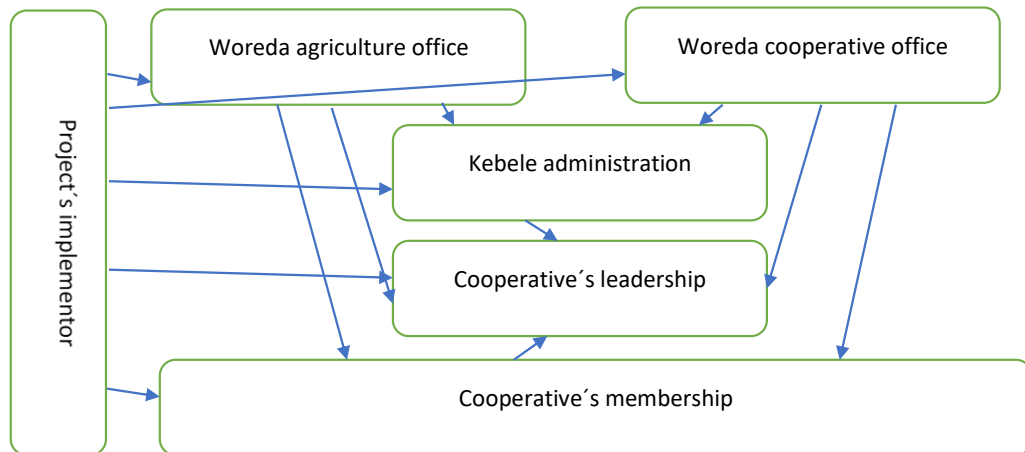 Project´s implementor
Woreda agriculture office
Woreda cooperative office
Kebele administration
Cooperative´s leadership
Cooperative´s membership